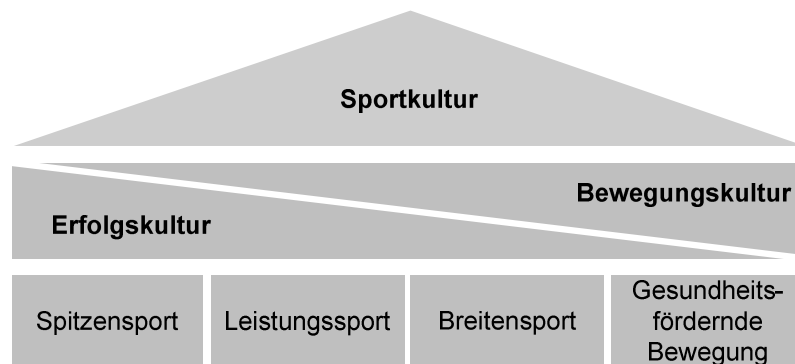 Sportkultur
Bewegungskultur
Erfolgskultur
Spitzensport
Leistungssport
Breitensport
Gesundheits-
fördernde
Bewegung